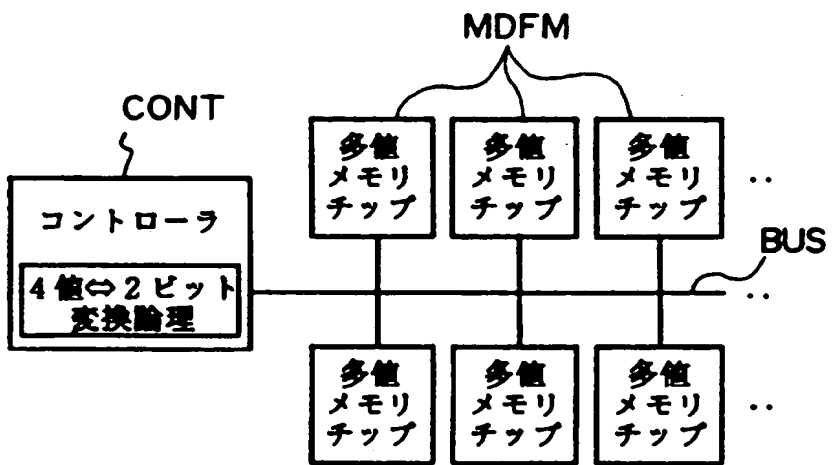 MDFM
CONT
多値
メモリ
チップ
多値
メモリ
チップ
多値
メモリ
チップ
‥
コントローラ
4値⇔2ビット
変換論理
BUS
‥
多値
メモリ
チップ
多値
メモリ
チップ
多値
メモリ
チップ
‥